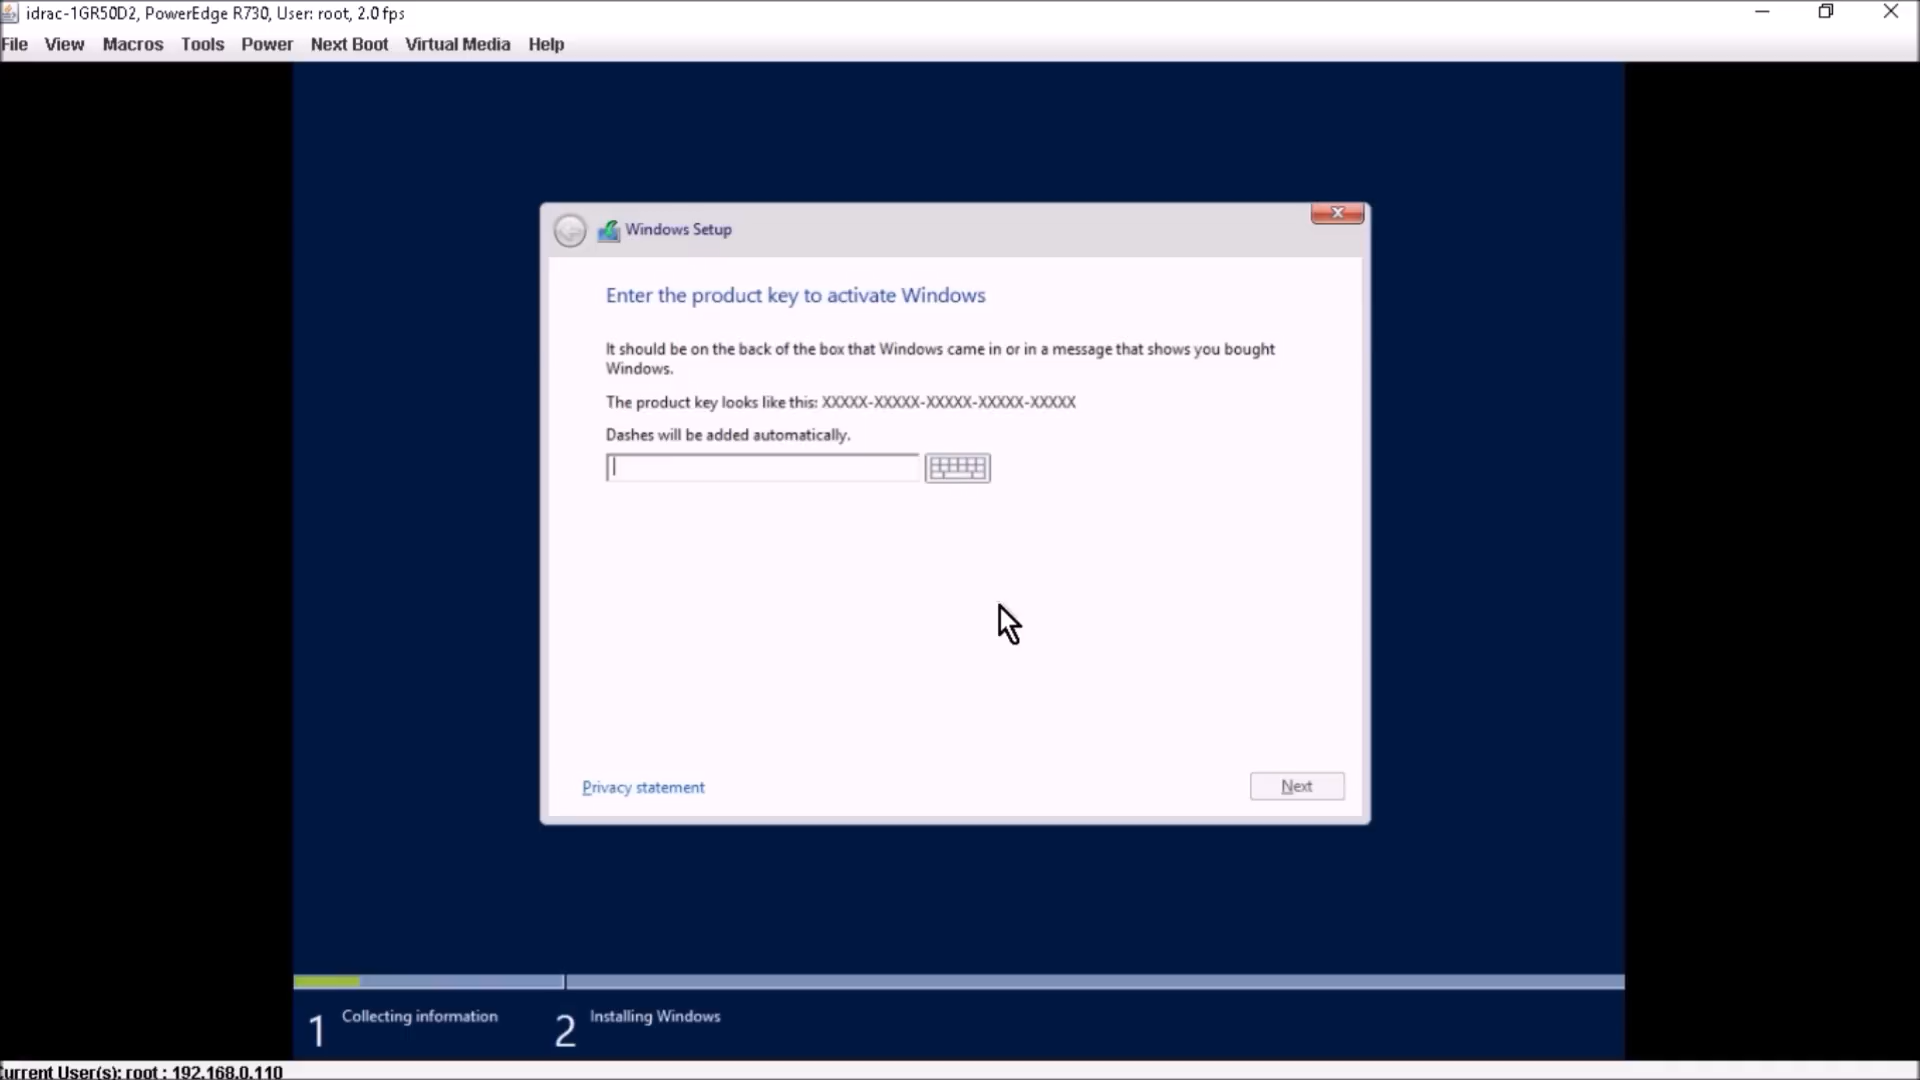 idrac-1GR50D2, PowerEdge R730, User: root, 2.0 fps
File View Macros Tools Power Next Boot Virtual Media Help
Windows Setup
Enter the product key to activate Windows
It should be on the back of the box that Windows came in or in a message that shows you bought
Windows.
The product key looks like this: XXXXX-XXXXX-XXXXX-XXXXX-XXXXX
Dashes will be added automatically.
Privacy statement
Next
1 Collecting information
2 Installing Windows
urrent User(s): root : 192.168.0.110